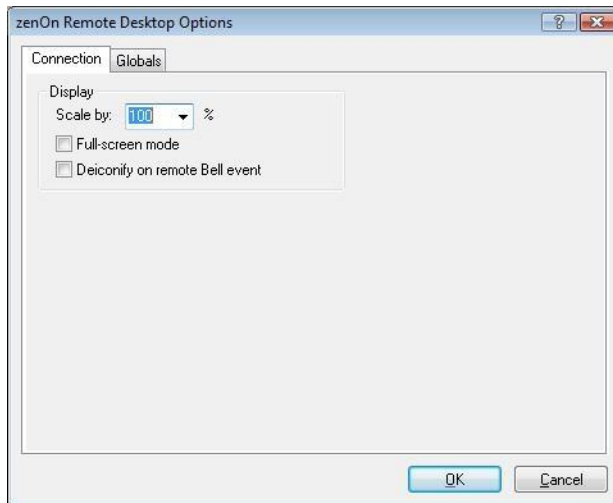 zenOn Remote Desktop Options
Connection Globals
Display
Scale by: 100 %
Full-screen mode
Deiconify on remote Bell event
OK Cancel